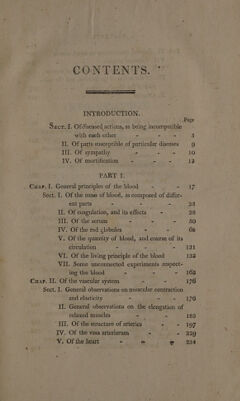 CONTENTS.
INTRODUCTION.
Page
SECT. I. Of diseased actions, as being incompatible
with each other - - 3
II. Of parts susceptible of particular diseases 9
III. Of sympathy - - 10
IV. Of mortification - - 12
PART I.
CHAP. I. General principles of the blood - 17
Sect. I. Of the mass of blood, as composed of differ-
ent parts - -
II. Of coagulation, and its effects - 28
III. Of the serum - - 50
IV. Of the red globules - - 68
V. Of the quantity of blood, and course of its
circulation - - 121
VI. Of the living principle of the blood 132
VII. Some unconnected experiments respect-
ing the blood - - 162
CHAP. II. Of the vascular system - 176
Sect. I. General observations on muscular contraction
and elasticity - - 176
II. General observations on the elongation of
relaxed muscles - - 185
III. Of the structure of arteries - - 197
IV. Of the vasa arteriarum - - 229
V. Of the heart - - 234